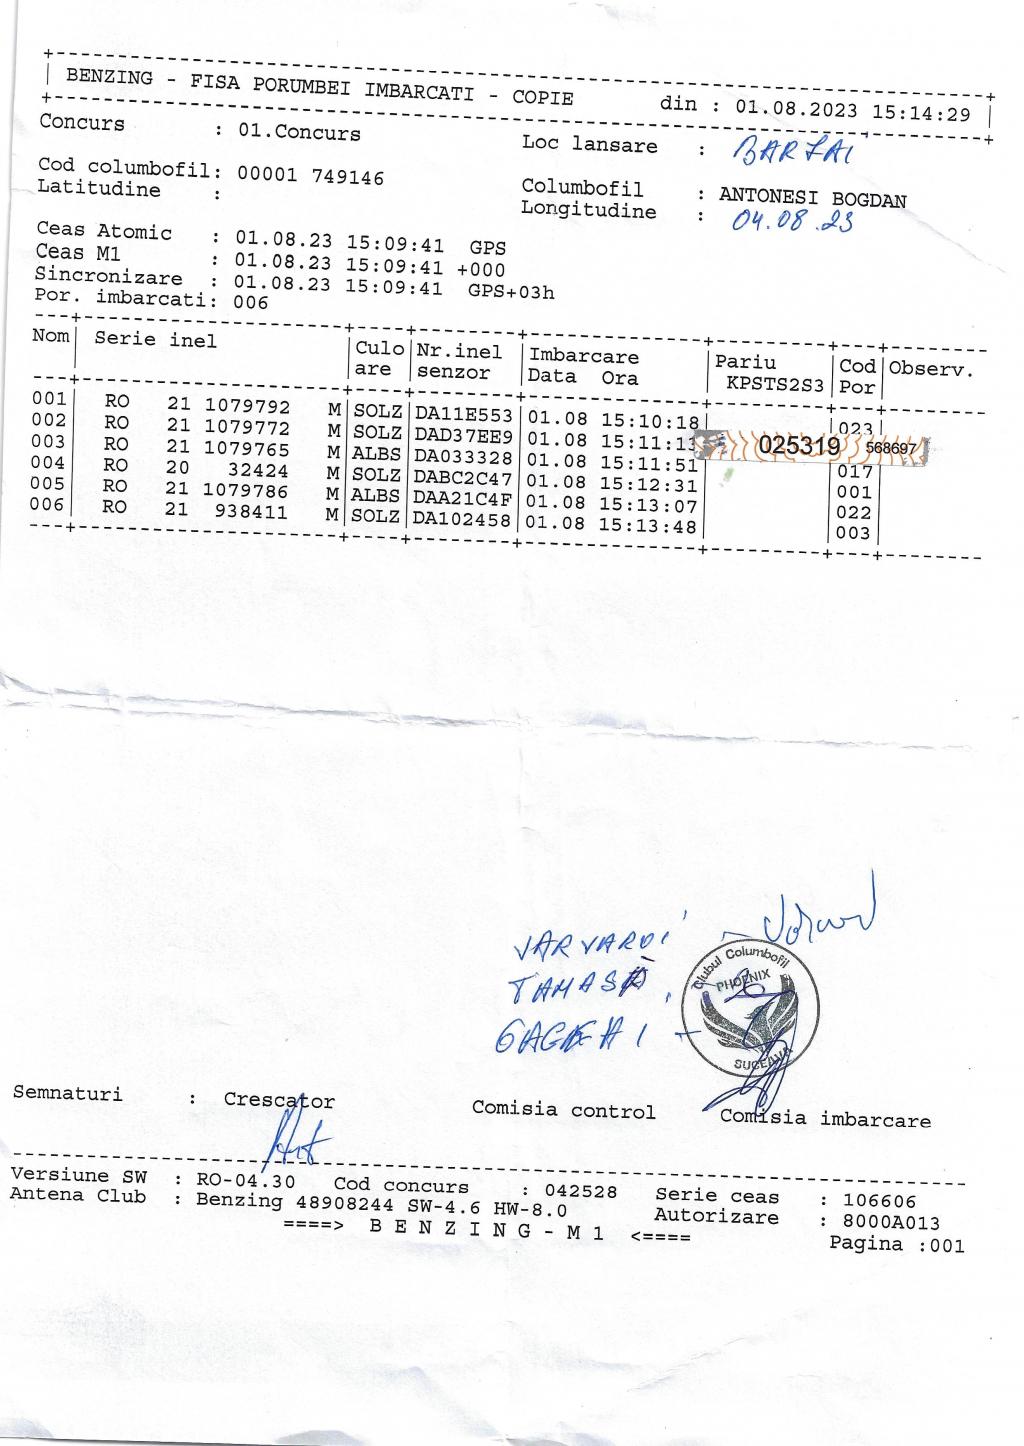 BENZING - FISA PORUMBEI IMBARCATI - COPIE din : 01.08.2023 15:14:29
Concurs : 01.Concurs Loc lansare :
Cod columbofil: 00001 749146 Columbofil : ANTONESI BOGDAN
Latitudine : Longitudine : 04.08.23
Ceas Atomic : 01.08.23 15:09:41 GPS
Ceas M1 : 01.08.23 15:09:41 +000
Sincronizare : 01.08.23 15:09:41 GPS+03h
Por. imbarcati: 006
Nom| Serie inel |Culo|Nr.inel |Imbarcare |Pariu |Cod|Observ.
| |are |senzor |Data Ora | KPSTS2S3|Por|
001| RO 21 1079792 M|SOLZ|DA11E553|01.08 15:10:18| |023|
002| RO 21 1079772 M|SOLZ|DAD37EE9|01.08 15:11:1 025319 568697
003| RO 21 1079765 M|ALBS|DA033328|01.08 15:11:51| |017|
004| RO 20 32424 M|SOLZ|DABC2C47|01.08 15:12:31| |001|
005| RO 21 1079786 M|ALBS|DAA21C4F|01.08 15:13:07| |022|
006| RO 21 938411 M|SOLZ|DA102458|01.08 15:13:48| |003|
VARVAROI -
Clubul Columbofil
PHOENIX
SUCEAVA
Semnaturi : Crescator Comisia control Comisia imbarcare
Versiune SW : RO-04.30 Cod concurs : 042528 Serie ceas : 106606
Antena Club : Benzing 48908244 SW-4.6 HW-8.0 Autorizare : 8000A013
====> B E N Z I N G - M 1 <==== Pagina :001